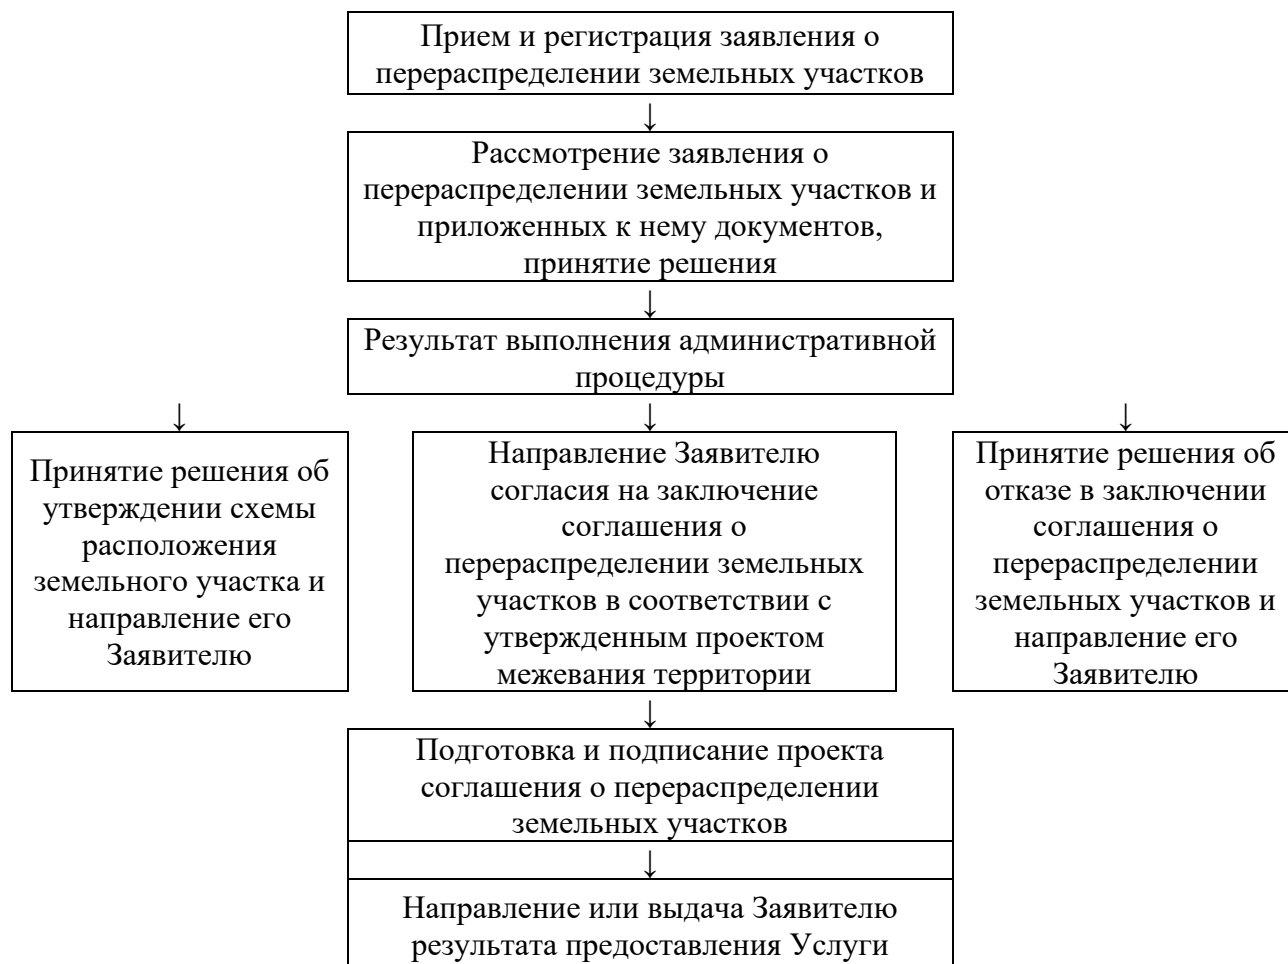 Прием и регистрация заявления о
перераспределении земельных участков
↓
Рассмотрение заявления о
перераспределении земельных участков и
приложенных к нему документов,
принятие решения
↓
Результат выполнения административной
процедуры
↓
↓
↓
Принятие решения об
утверждении схемы
расположения
земельного участка и
направление его
Заявителю
Направление Заявителю
согласия на заключение
соглашения о
перераспределении земельных
участков в соответствии с
утвержденным проектом
межевания территории
Принятие решения об
отказе в заключении
соглашения о
перераспределении
земельных участков и
направление его
Заявителю
↓
Подготовка и подписание проекта
соглашения о перераспределении
земельных участков
↓
Направление или выдача Заявителю
результата предоставления Услуги